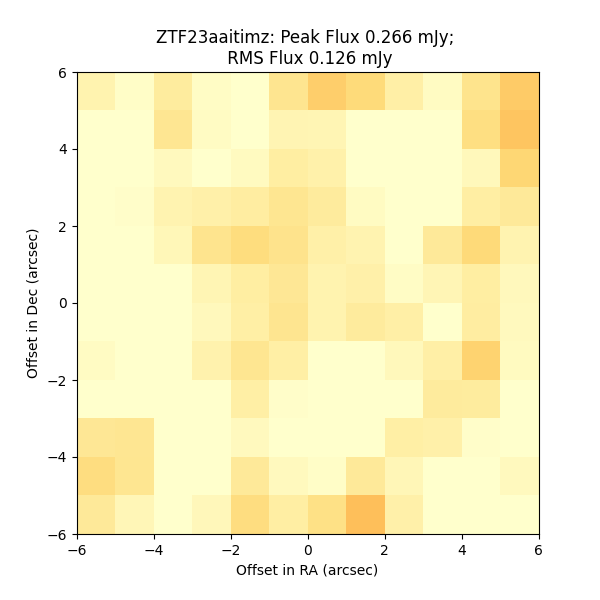 ZTF23aaitimz: Peak Flux 0.266 mJy;
RMS Flux 0.126 mJy
6
4
2
0
−2
−4
−6
Offset in Dec (arcsec)
−6 −4 −2 0 2 4 6
Offset in RA (arcsec)